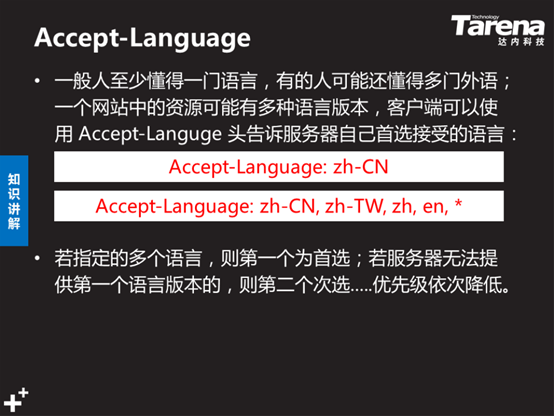 Accept-Language
Technology
Tarena
达内科技
• 一般人至少懂得一门语言，有的人可能还懂得多门外语；
一个网站中的资源可能有多种语言版本，客户端可以使
用 Accept-Languge 头告诉服务器自己首选接受的语言：
Accept-Language: zh-CN
Accept-Language: zh-CN, zh-TW, zh, en, *
知识讲解
• 若指定的多个语言，则第一个为首选；若服务器无法提
供第一个语言版本的，则第二个次选.....优先级依次降低。